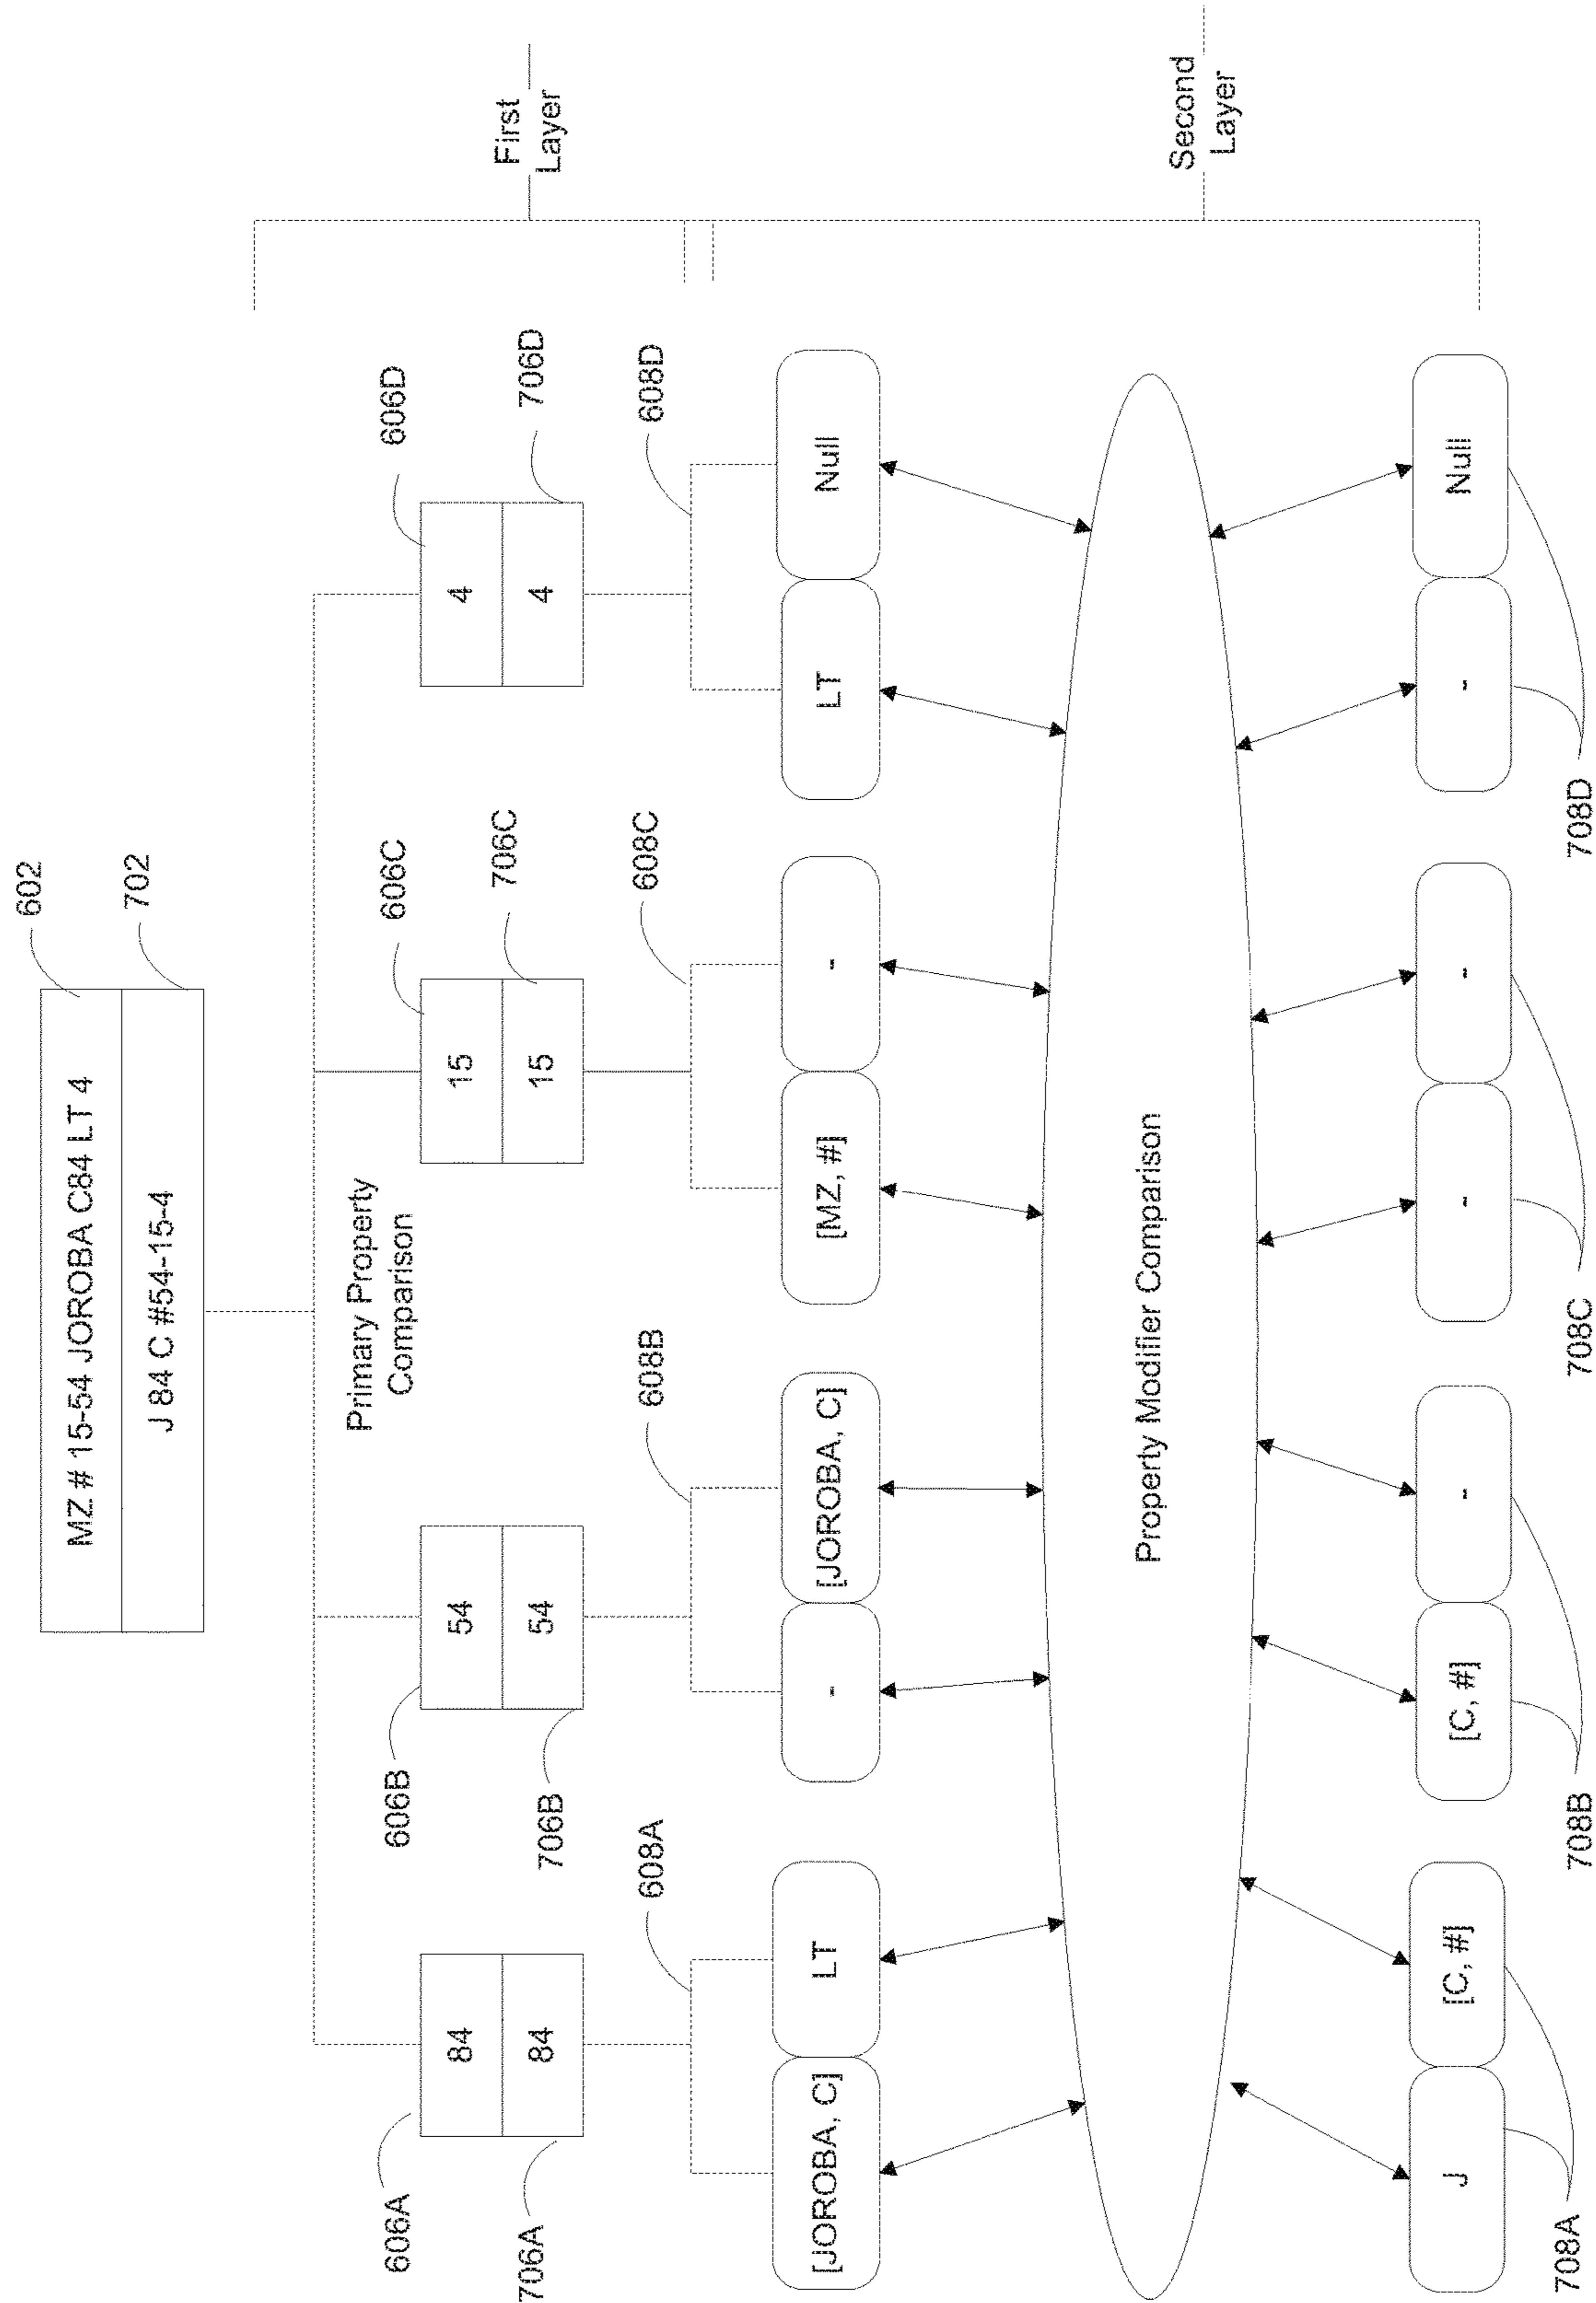 602
MZ # 15-54 JOROBA C84 LT 4
702
J 84 C #54-15-4
Primary Property
Comparison
First
Layer
606A
84
706A
84
606B
54
706B
54
606C
15
706C
15
606D
4
706D
4
608A
608B
608C
608D
[JOROBA, C]
LT
-
[JOROBA, C]
[MZ, #]
-
LT
Null
Property Modifier Comparison
Second
Layer
J
[C, #]
[C, #]
-
-
-
-
Null
708A
708B
708C
708D